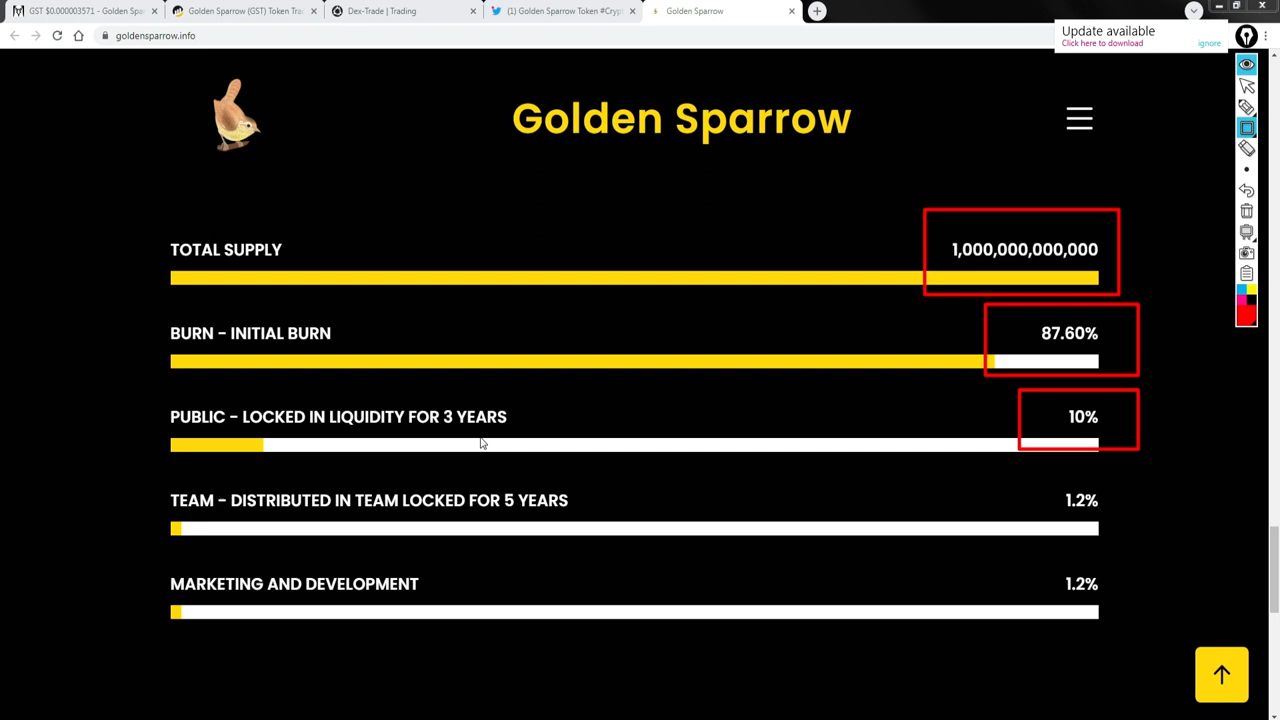 GST $0.000003571 - Golden Spa
Golden Sparrow (GST) Token Tra
Dex-Trade | Trading
(1) Golden Sparrow Token #Cryp
Golden Sparrow
goldensparrow.info
Update available
Click here to download
ignore
Golden Sparrow
TOTAL SUPPLY 1,000,000,000,000
BURN - INITIAL BURN 87.60%
PUBLIC - LOCKED IN LIQUIDITY FOR 3 YEARS 10%
TEAM - DISTRIBUTED IN TEAM LOCKED FOR 5 YEARS 1.2%
MARKETING AND DEVELOPMENT 1.2%